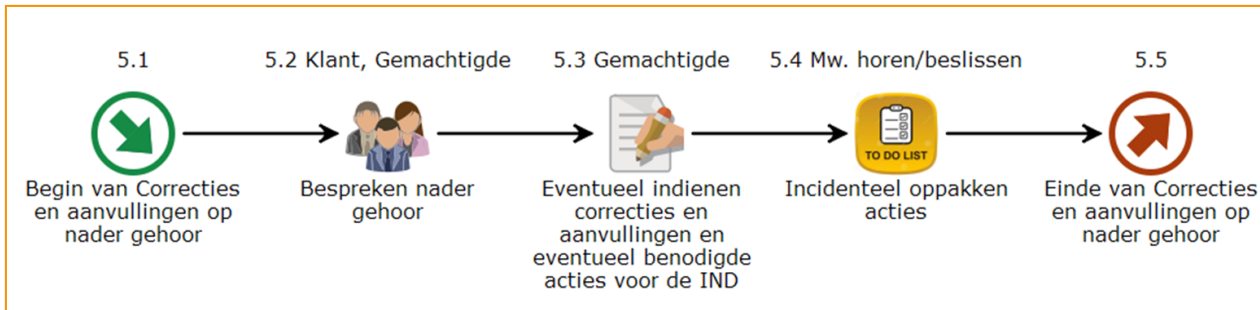 5.1
5.2 Klant, Gemachtigde
5.3 Gemachtigde
5.4 Mw. horen/beslissen
5.5
TO DO LIST
Begin van Correcties
en aanvullingen op
nader gehoor
Bespreken nader
gehoor
Eventueel indienen
correcties en
aanvullingen en
eventueel benodigde
acties voor de IND
Incidenteel oppakken
acties
Einde van Correcties
en aanvullingen op
nader gehoor